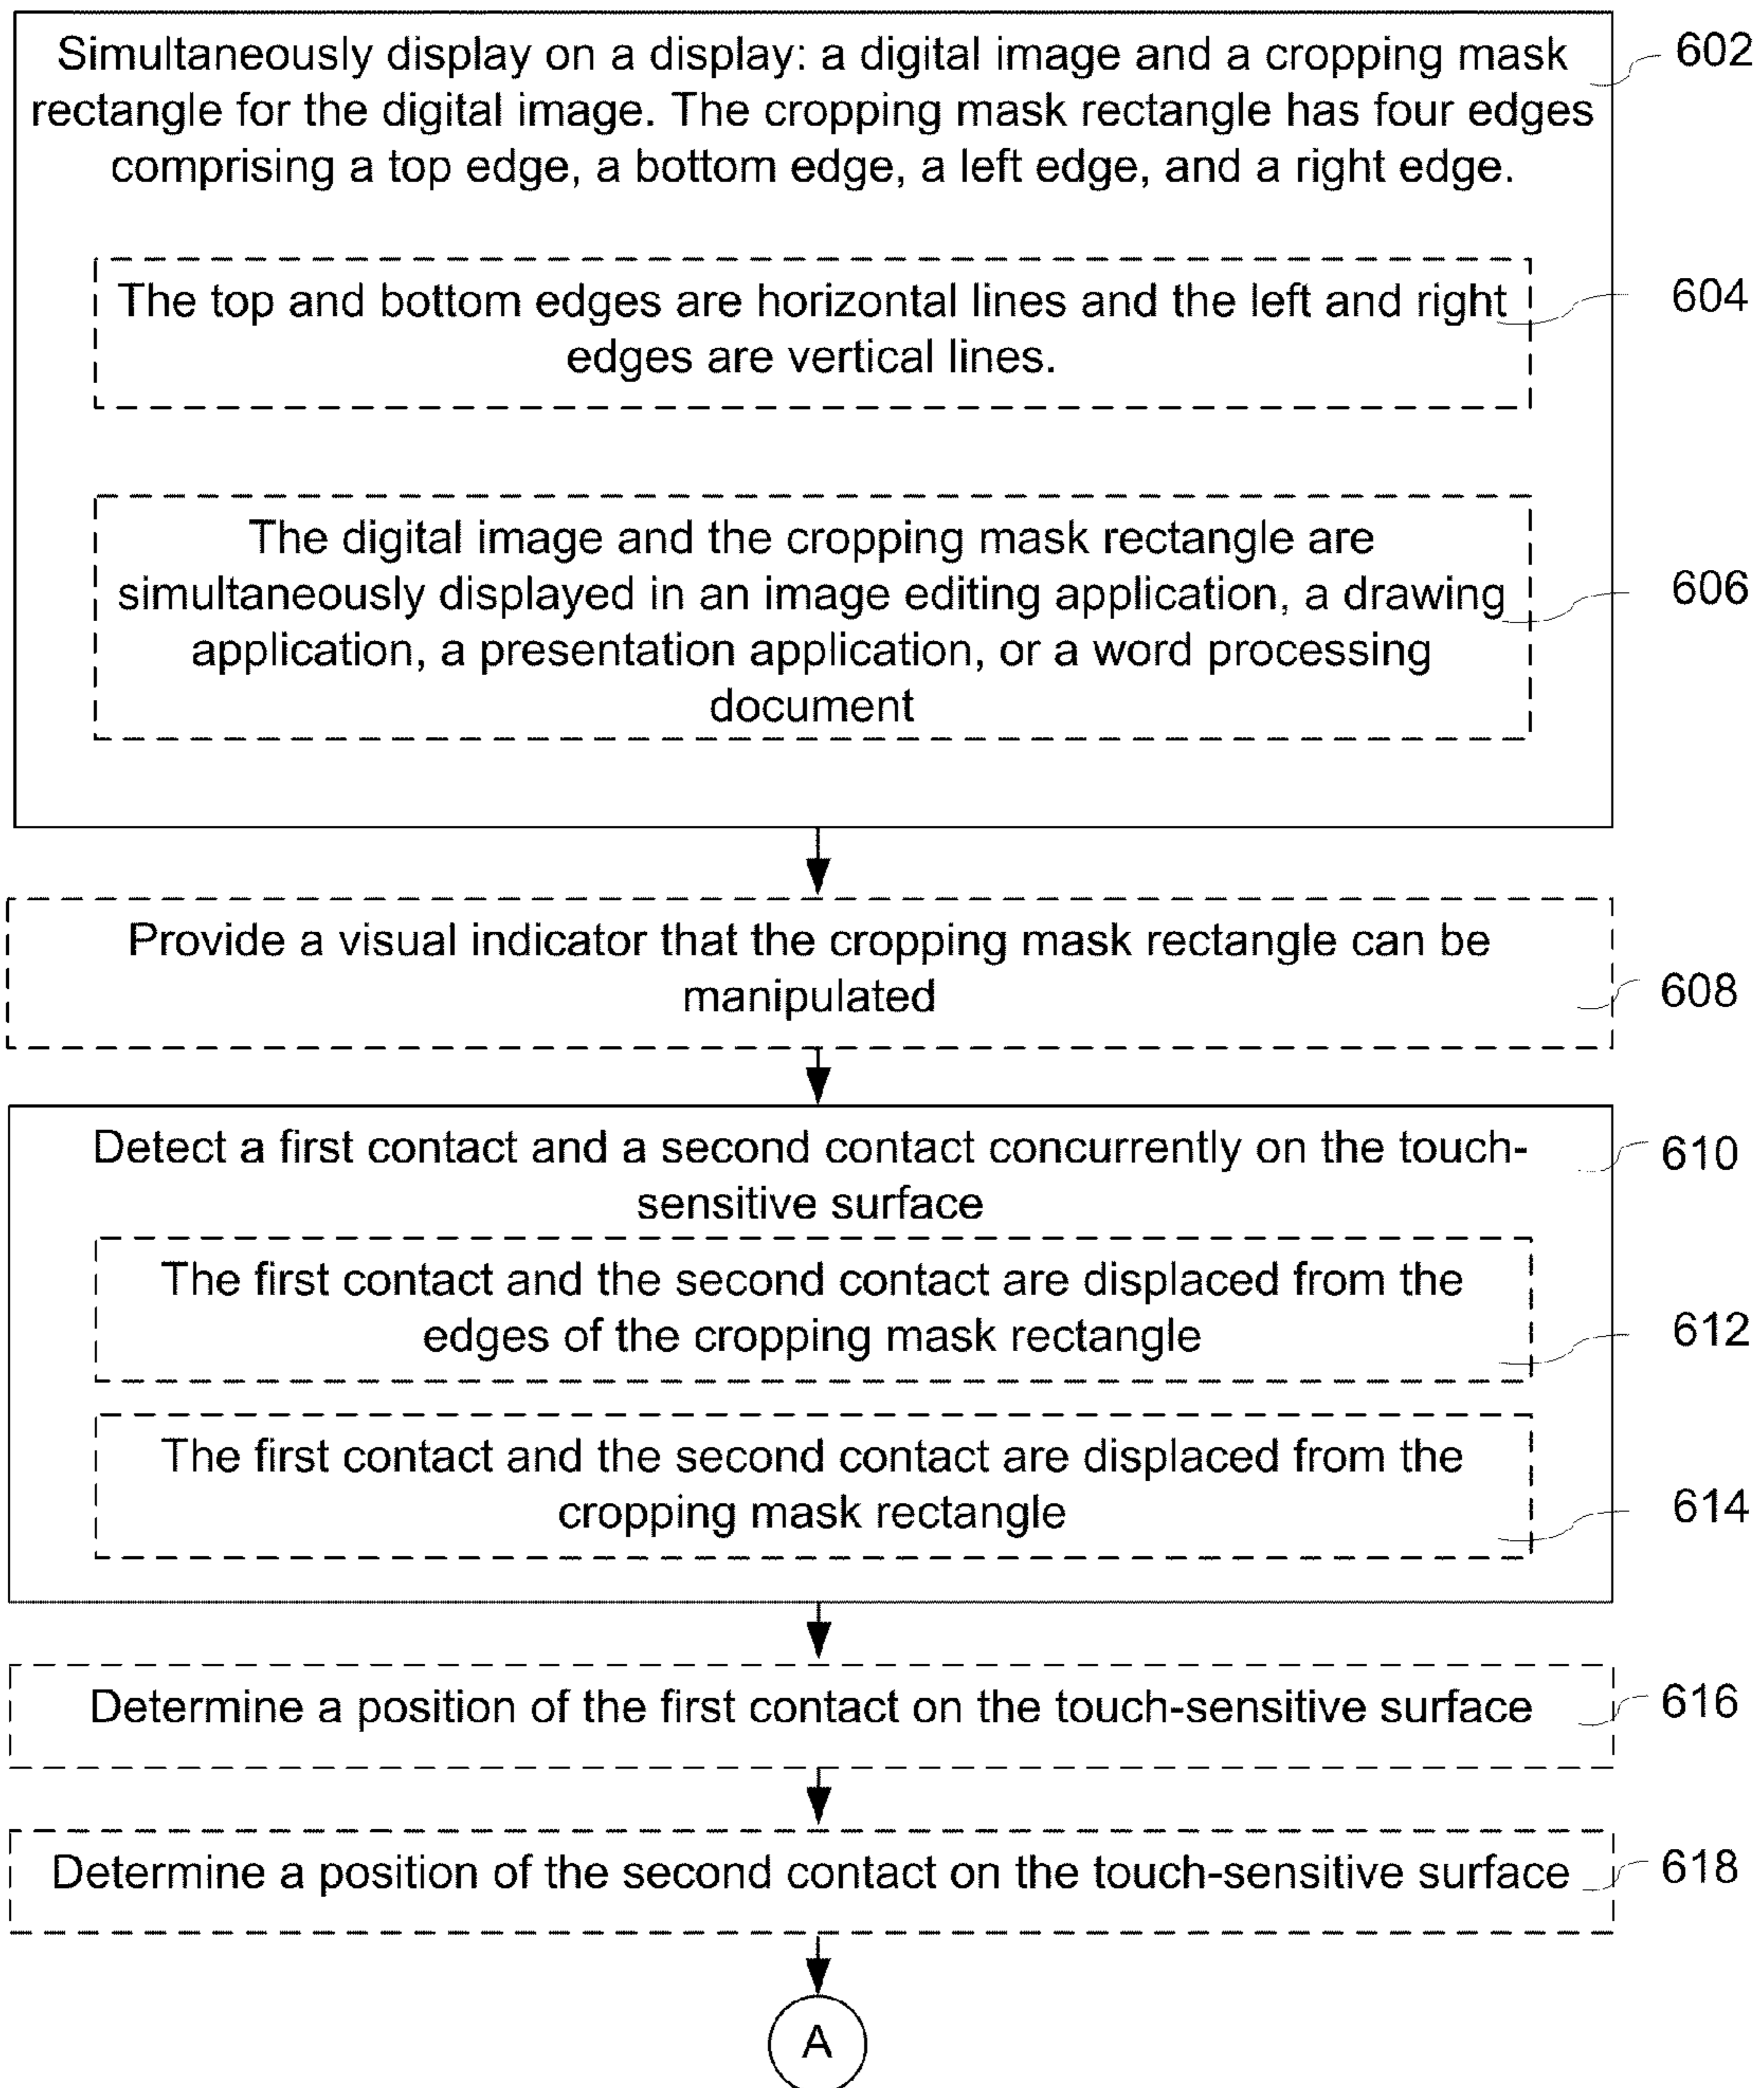 Simultaneously display on a display: a digital image and a cropping mask
602
rectangle for the digital image. The cropping mask rectangle has four edges
comprising a top edge, a bottom edge, a left edge, and a right edge.
The top and bottom edges are horizontal lines and the left and right
604
edges are vertical lines.
The digital image and the cropping mask rectangle are
simultaneously displayed in an image editing application, a drawing
606
application, a presentation application, or a word processing
document
Provide a visual indicator that the cropping mask rectangle can be
manipulated
608
Detect a first contact and a second contact concurrently on the touch-
610
sensitive surface
The first contact and the second contact are displaced from the
edges of the cropping mask rectangle
612
The first contact and the second contact are displaced from the
cropping mask rectangle
614
Determine a position of the first contact on the touch-sensitive surface
616
Determine a position of the second contact on the touch-sensitive surface
618
A